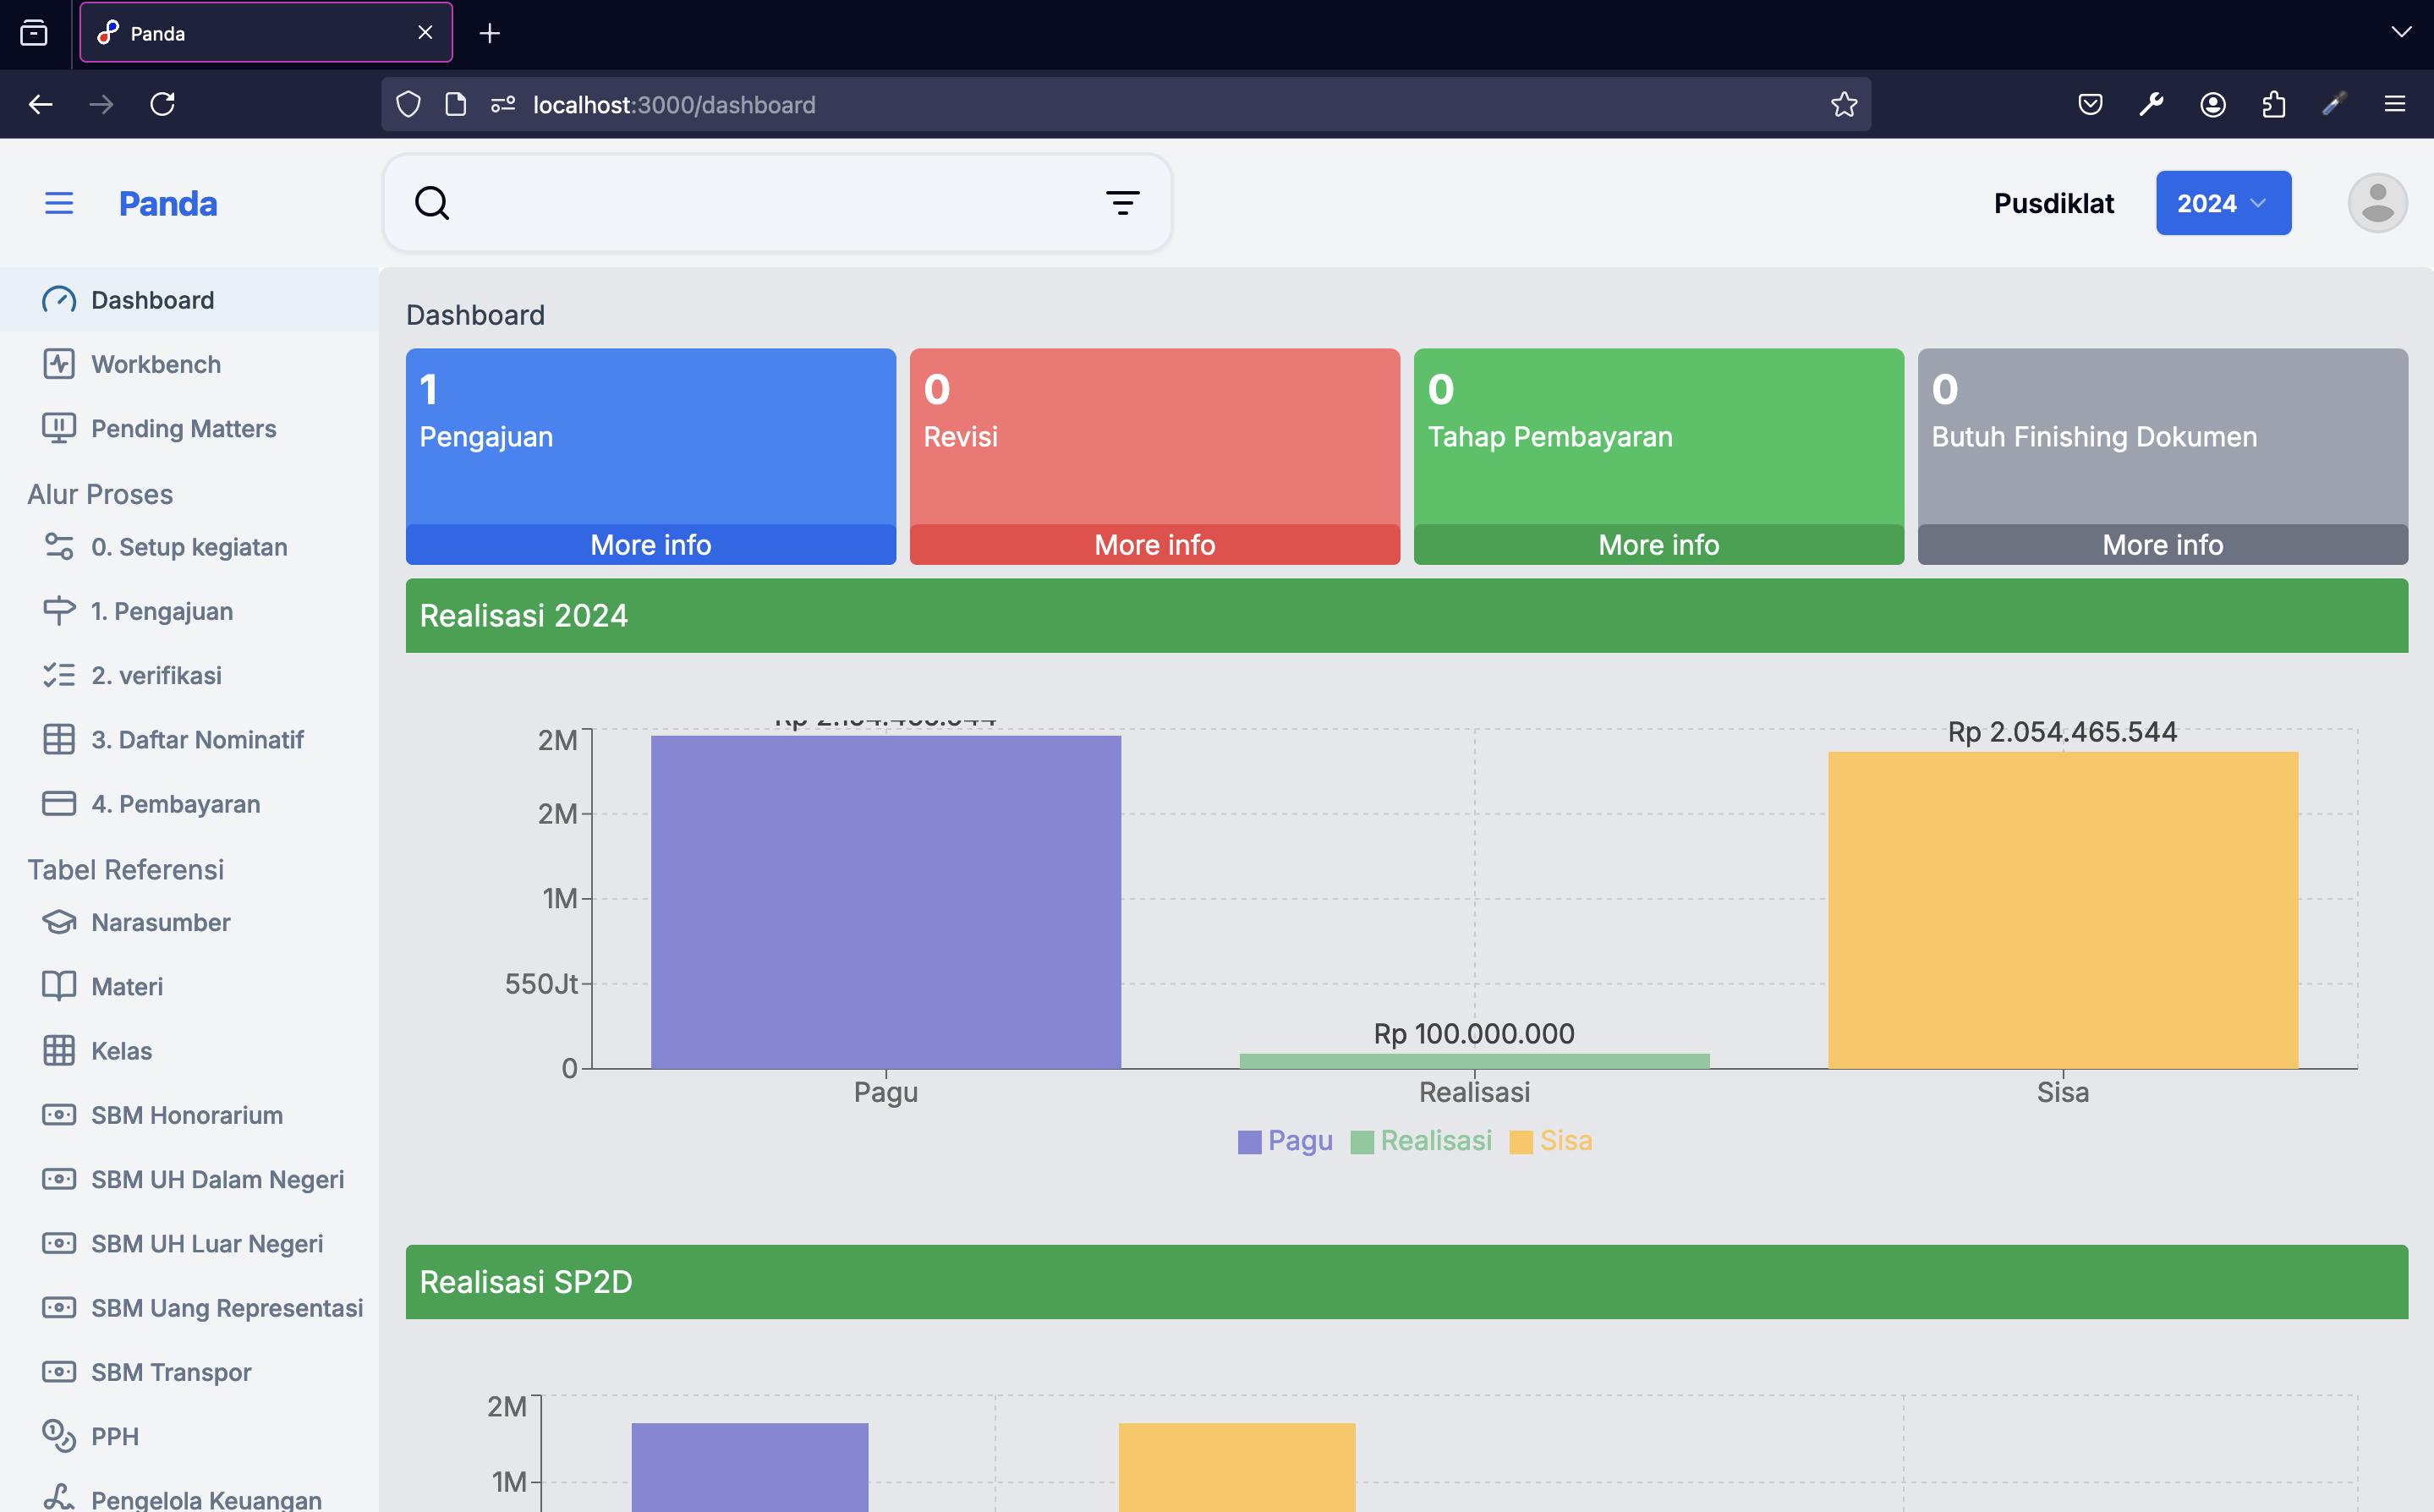 Panda
localhost:3000/dashboard
Panda
Pusdiklat
2024
Dashboard
Workbench
Pending Matters
Alur Proses
0. Setup kegiatan
1. Pengajuan
2. verifikasi
3. Daftar Nominatif
4. Pembayaran
Tabel Referensi
Narasumber
Materi
Kelas
SBM Honorarium
SBM UH Dalam Negeri
SBM UH Luar Negeri
SBM Uang Representasi
SBM Transpor
PPH
Pengelola Keuangan
Dashboard
1
Pengajuan
More info
0
Revisi
More info
0
Tahap Pembayaran
More info
0
Butuh Finishing Dokumen
More info
Realisasi 2024
2M
2M
1M
550Jt
0
Rp
Rp 100.000.000
Rp 2.054.465.544
Pagu
Realisasi
Sisa
Pagu Realisasi Sisa
Realisasi SP2D
2M
1M